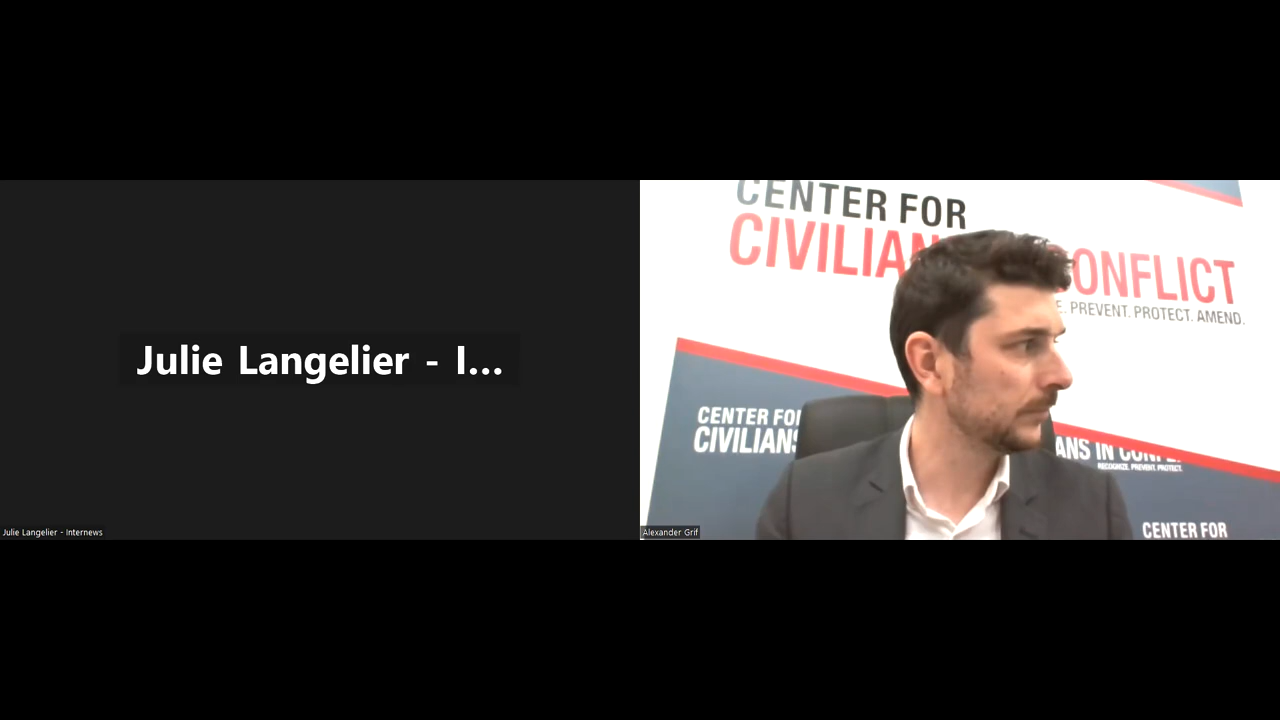 Julie Langelier - I...
Julie Langelier - Internews
CENTER FOR
CIVILIAN ONFLICT
E. PREVENT. PROTECT. AMEND.
CENTER FO
CIVILIANS
ANS IN CONFL
RECOGNIZE. PREVENT. PROTECT.
CENTER FOR
Alexander Grif